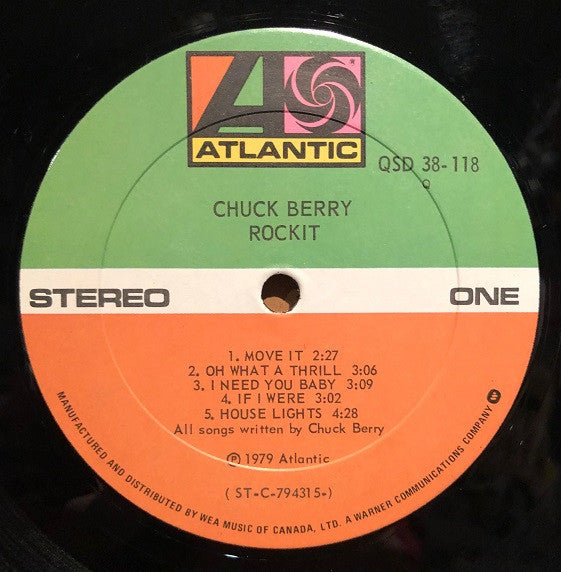 ATLANTIC
QSD 38-118
Q
CHUCK BERRY
ROCKIT
STEREO
ONE
1. MOVE IT 2:27
2. OH WHAT A THRILL 3:06
3. I NEED YOU BABY 3:09
4. IF I WERE 3:02
5. HOUSE LIGHTS 4:28
All songs written by Chuck Berry
℗ 1979 Atlantic
(ST-C-794315-)
MANUFACTURED AND DISTRIBUTED BY WEA MUSIC OF CANADA, LTD. A WARNER COMMUNICATIONS COMPANY